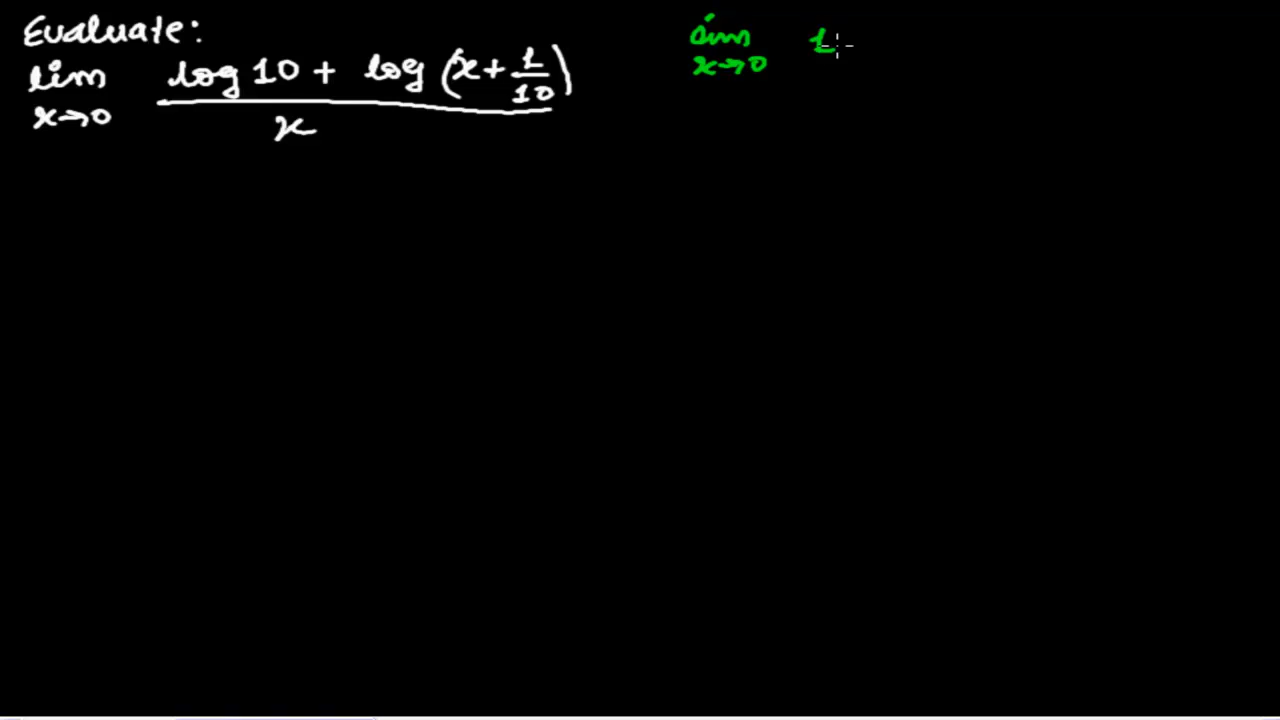 Evaluate:
lim x→0 (log 10 + log (x + 1/10)) / x
lim x→0